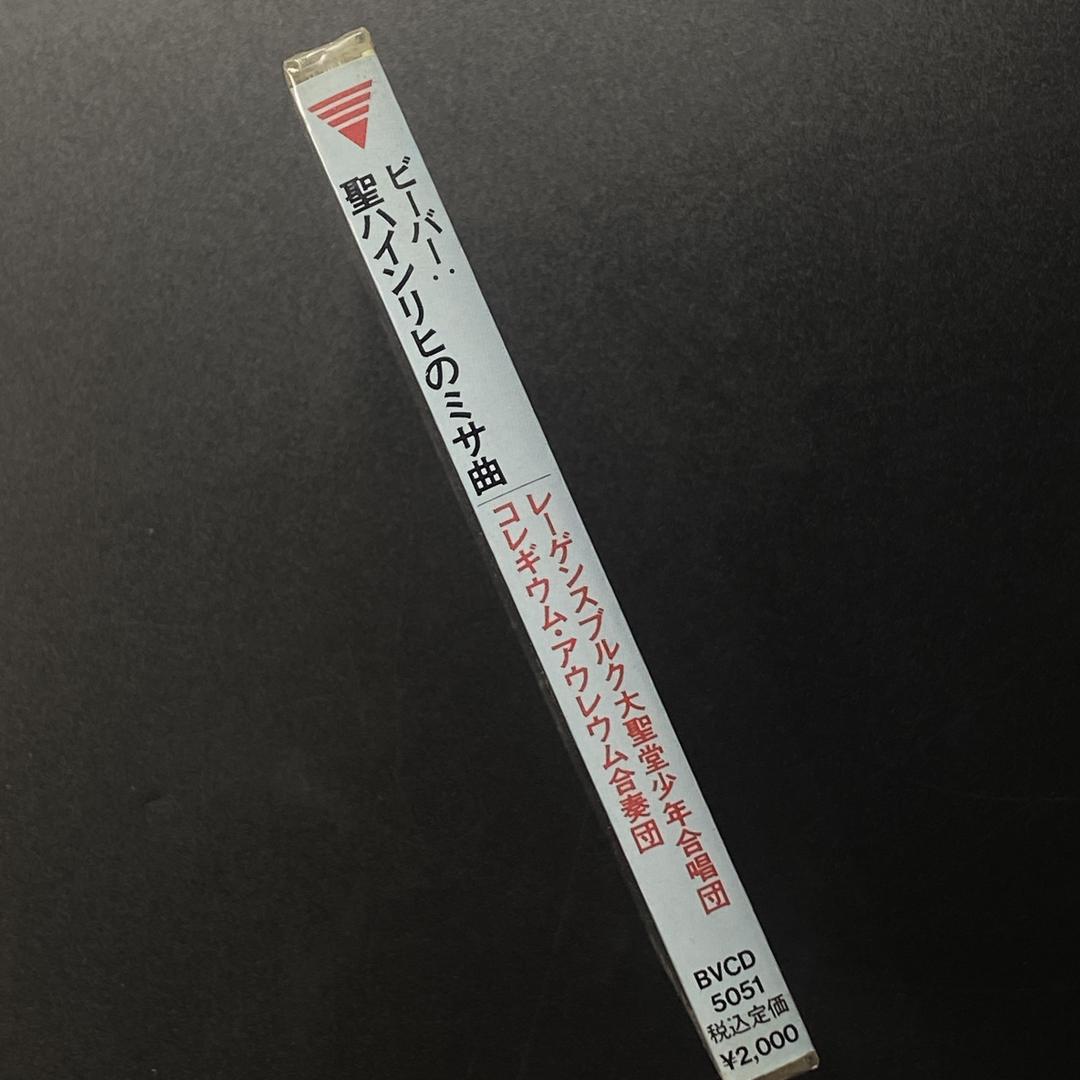 ビーバー：
聖ハインリヒのミサ曲
レーゲンスブルク大聖堂少年合唱団
コレギウム・アウレウム合奏団
BVCD
5051
税込定価
¥2,000